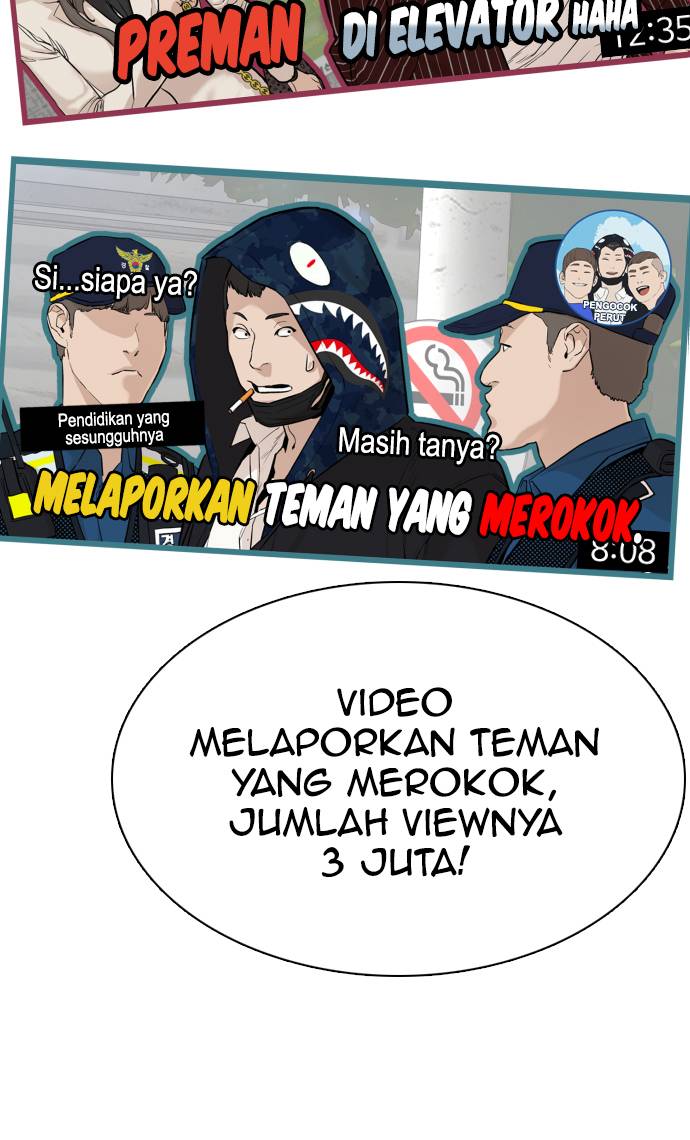 PREMAN DI ELEVATOR HAHA
12:35
Si...siapa ya?
PENGOCOK
PERUT
Pendidikan yang
sesungguhnya
Masih tanya?
MELAPORKAN TEMAN YANG MEROKOK.
경
8:08
VIDEO
MELAPORKAN TEMAN
YANG MEROKOK,
JUMLAH VIEWNYA
3 JUTA!